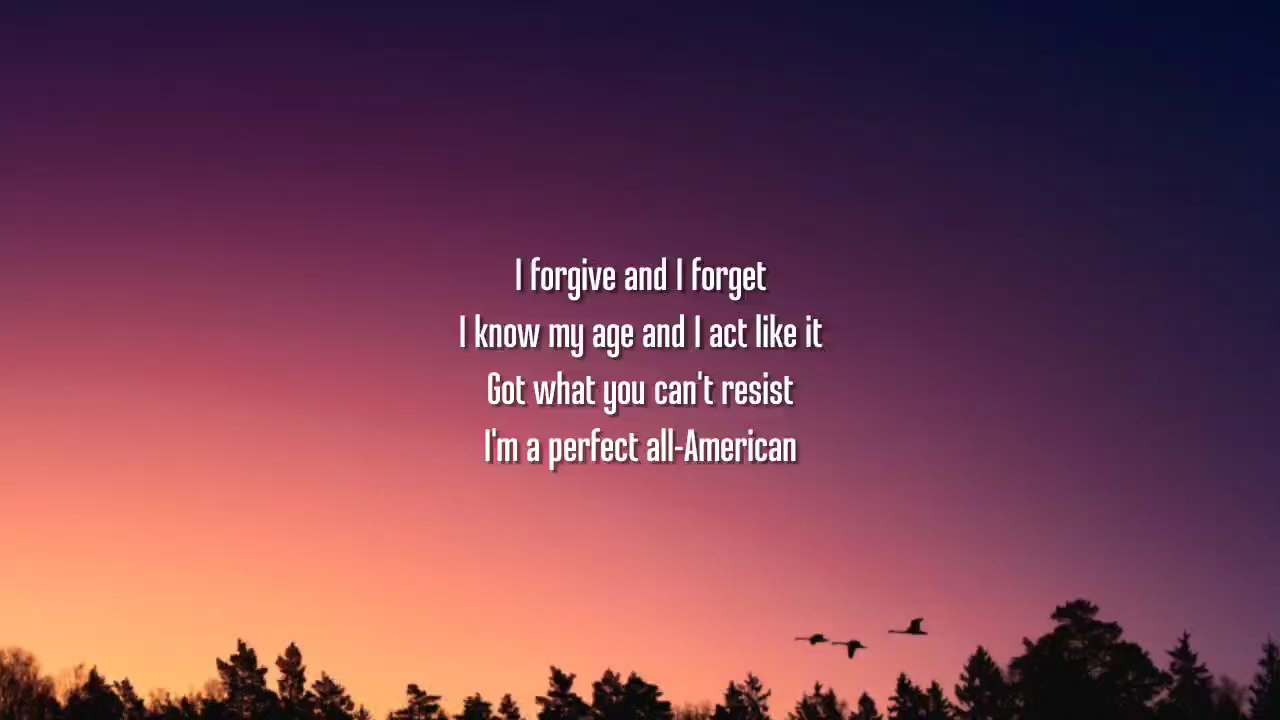 I forgive and I forget
I know my age and I act like it
Got what you can't resist
I'm a perfect all-American